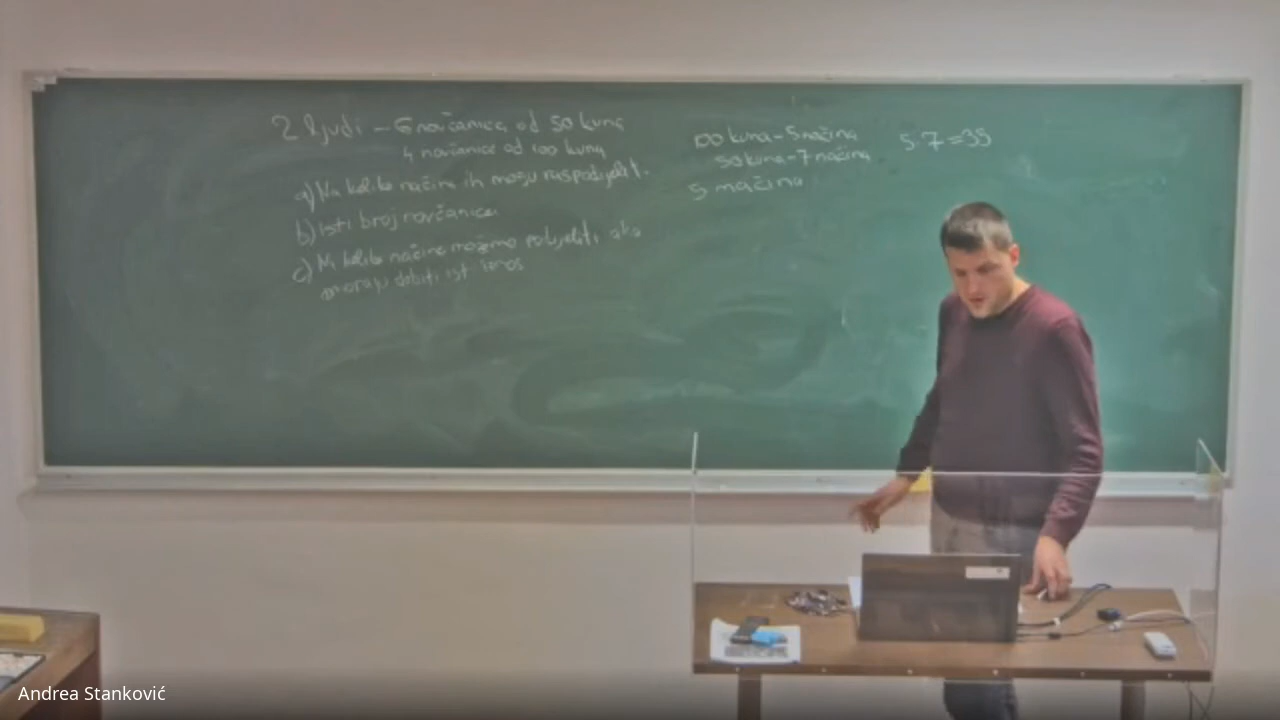 2 ljudi - 6 novčanica od 50 kuna
4 novčanice od 100 kuna
a) Na koliko načina ih mogu raspodijeliti.
b) isti broj novčanica
c) Na koliko načina možemo podijeliti ako
moraju dobiti ist iznos
100 kuna - 5 načina
50 kuna - 7 načina
5 načina
5·7=35
Andrea Stanković